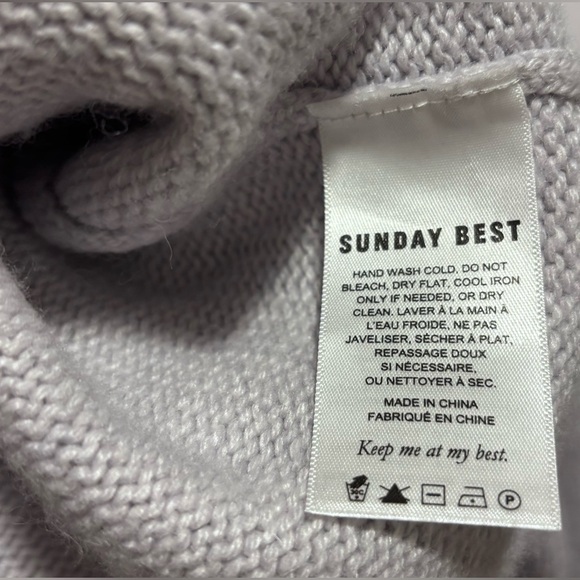 SUNDAY BEST
HAND WASH COLD, DO NOT
BLEACH, DRY FLAT, COOL IRON
ONLY IF NEEDED, OR DRY
CLEAN. LAVER À LA MAIN À
L'EAU FROIDE, NE PAS
JAVELISER, SÉCHER À PLAT,
REPASSAGE DOUX
SI NÉCESSAIRE,
OU NETTOYER À SEC.
MADE IN CHINA
FABRIQUÉ EN CHINE
Keep me at my best.
P